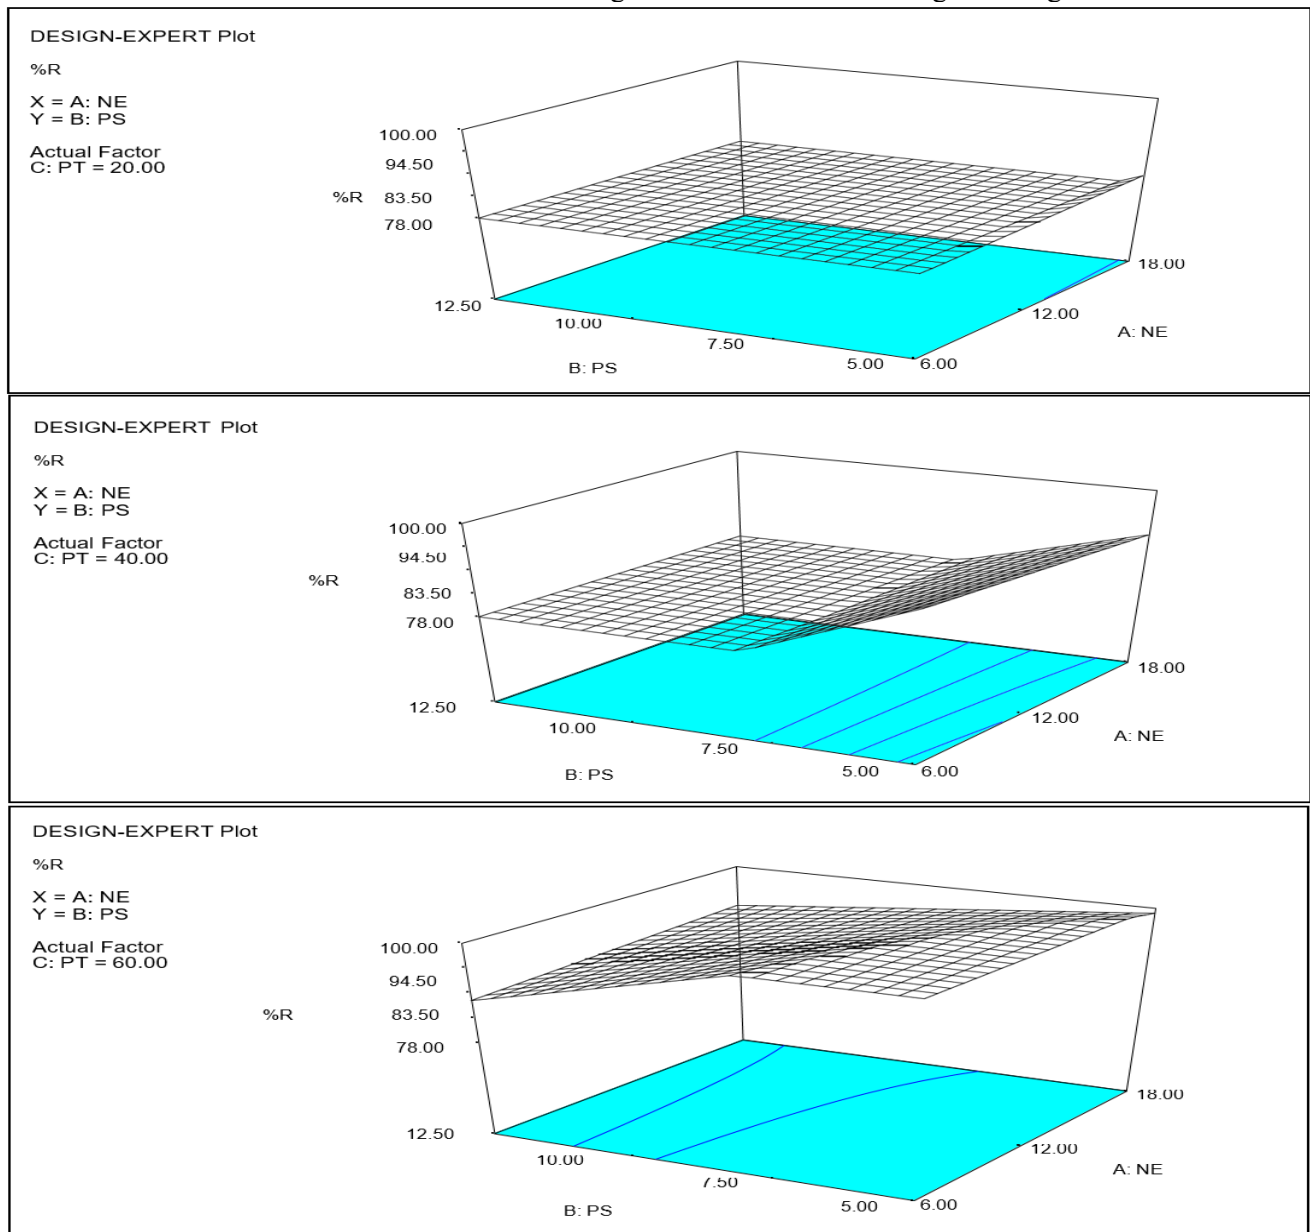 DESIGN-EXPERT Plot
%R
X = A: NE
Y = B: PS
Actual Factor
C: PT = 20.00
100.00
94.50
%R 83.50
78.00
12.50
10.00
7.50
5.00
6.00
12.00
18.00
A: NE
B: PS
DESIGN-EXPERT Plot
%R
X = A: NE
Y = B: PS
Actual Factor
C: PT = 40.00
100.00
94.50
%R
83.50
78.00
12.50
10.00
7.50
5.00
6.00
12.00
18.00
A: NE
B: PS
DESIGN-EXPERT Plot
%R
X = A: NE
Y = B: PS
Actual Factor
C: PT = 60.00
100.00
94.50
%R
83.50
78.00
12.50
10.00
7.50
5.00
6.00
12.00
18.00
A: NE
B: PS